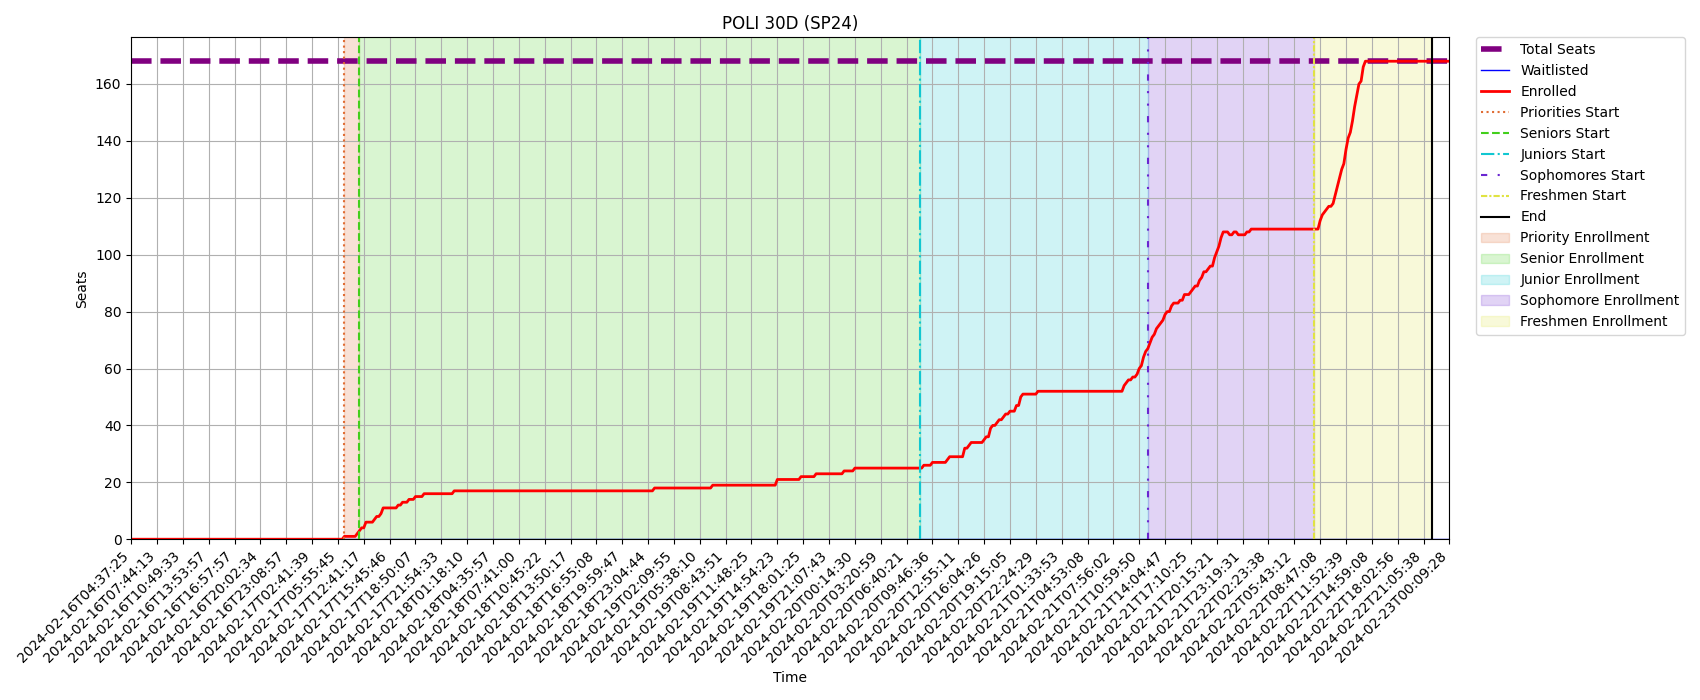 POLI 30D (SP24)
Seats
160
140
120
100
80
60
40
20
0
2024-02-16T04:37:25
2024-02-16T07:44:13
2024-02-16T10:49:33
2024-02-16T13:53:57
2024-02-16T16:57:57
2024-02-16T20:02:34
2024-02-16T23:08:57
2024-02-17T02:41:39
2024-02-17T05:55:45
2024-02-17T12:41:17
2024-02-17T15:45:46
2024-02-17T18:50:07
2024-02-17T21:54:33
2024-02-18T01:18:10
2024-02-18T04:35:57
2024-02-18T07:41:00
2024-02-18T10:45:22
2024-02-18T13:50:17
2024-02-18T16:55:08
2024-02-18T19:59:47
2024-02-18T23:04:44
2024-02-19T02:09:55
2024-02-19T05:38:10
2024-02-19T08:43:51
2024-02-19T11:48:25
2024-02-19T14:54:23
2024-02-19T18:01:25
2024-02-19T21:07:43
2024-02-20T00:14:30
2024-02-20T03:20:59
2024-02-20T06:40:21
2024-02-20T09:46:36
2024-02-20T12:55:11
2024-02-20T16:04:26
2024-02-20T19:15:05
2024-02-20T22:24:29
2024-02-21T01:33:53
2024-02-21T04:53:08
2024-02-21T07:56:02
2024-02-21T10:59:50
2024-02-21T14:04:47
2024-02-21T17:10:25
2024-02-21T20:15:21
2024-02-21T23:19:31
2024-02-22T02:23:38
2024-02-22T05:43:12
2024-02-22T08:47:08
2024-02-22T11:52:39
2024-02-22T14:59:08
2024-02-22T18:02:56
2024-02-22T21:05:38
2024-02-23T00:09:28
Time
Total Seats
Waitlisted
Enrolled
Priorities Start
Seniors Start
Juniors Start
Sophomores Start
Freshmen Start
End
Priority Enrollment
Senior Enrollment
Junior Enrollment
Sophomore Enrollment
Freshmen Enrollment